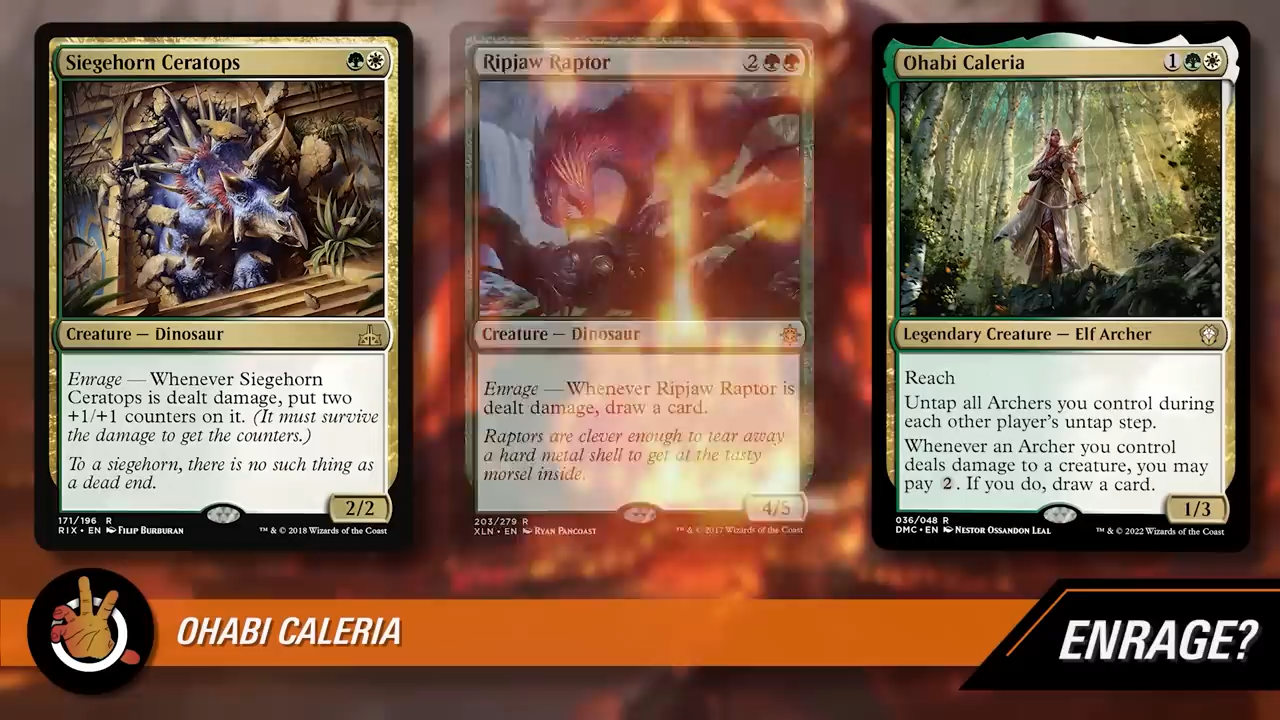 Siegehorn Ceratops
Creature — Dinosaur
Enrage — Whenever Siegehorn
Ceratops is dealt damage, put two
+1/+1 counters on it. (It must survive
the damage to get the counters.)
To a siegehorn, there is no such thing as
a dead end.
2/2
171/196 R
RIX • EN Filip Burburan
™ & © 2018 Wizards of the Coast
Ripjaw Raptor
2
Creature — Dinosaur
Enrage — Whenever Ripjaw Raptor is
dealt damage, draw a card.
Raptors are clever enough to tear away
a hard metal shell to get at the tasty
morsel inside.
4/5
203/279 R
XLN • EN Ryan Pancoast
™ & © 2017 Wizards of the Coast
Ohabi Caleria
1
Legendary Creature — Elf Archer
Reach
Untap all Archers you control during
each other player's untap step.
Whenever an Archer you control
deals damage to a creature, you may
pay 2. If you do, draw a card.
1/3
036/048 R
DMC • EN Nestor Ossandon Leal
™ & © 2022 Wizards of the Coast
OHABI CALERIA
ENRAGE?